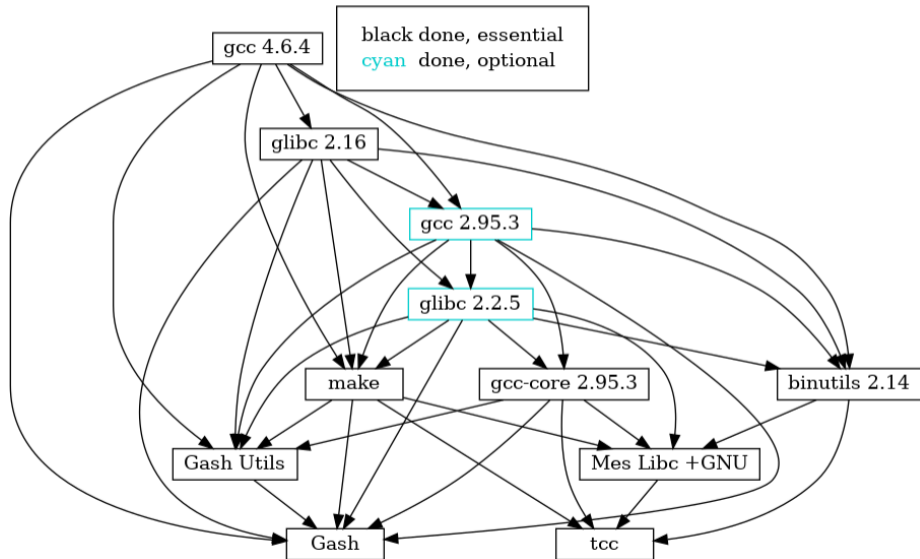 gcc 4.6.4
black done, essential
cyan done, optional
glibc 2.16
gcc 2.95.3
glibc 2.2.5
make
gcc-core 2.95.3
binutils 2.14
Gash Utils
Mes Libc +GNU
Gash
tcc